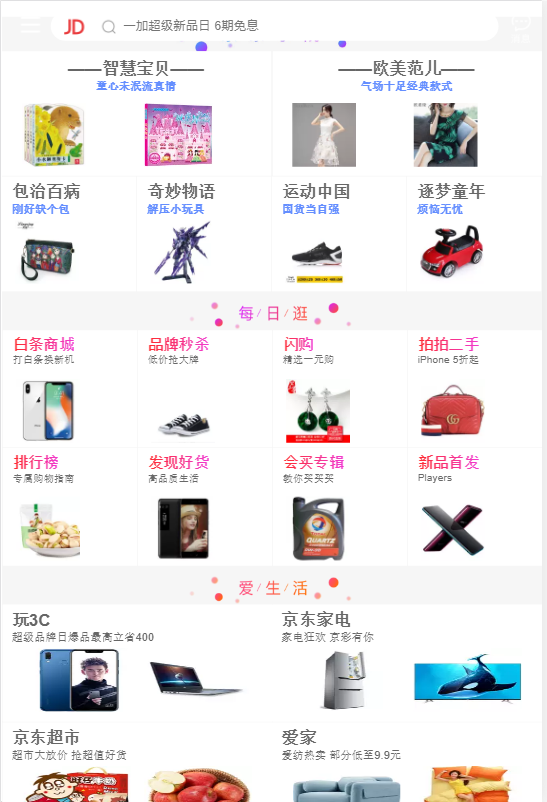 JD 一加超级新品日 6期免息
——智慧宝贝——
童心未泯流真情
——欧美范儿——
气场十足经典款式
包治百病
刚好缺个包
奇妙物语
解压小玩具
运动中国
国货当自强
逐梦童年
烦恼无忧
每/日/逛
白条商城
打白条换新机
品牌秒杀
低价抢大牌
闪购
精选一元购
拍拍二手
iPhone 5折起
排行榜
专属购物指南
发现好货
高品质生活
会买专辑
教你买买买
新品首发
Players
TOTAL
QUARTZ
爱/生/活
玩3C
超级品牌日爆品最高立省400
京东家电
家电狂欢 京彩有你
京东超市
超市大放价 抢超值好货
爱家
爱纺热卖 部分低至9.9元